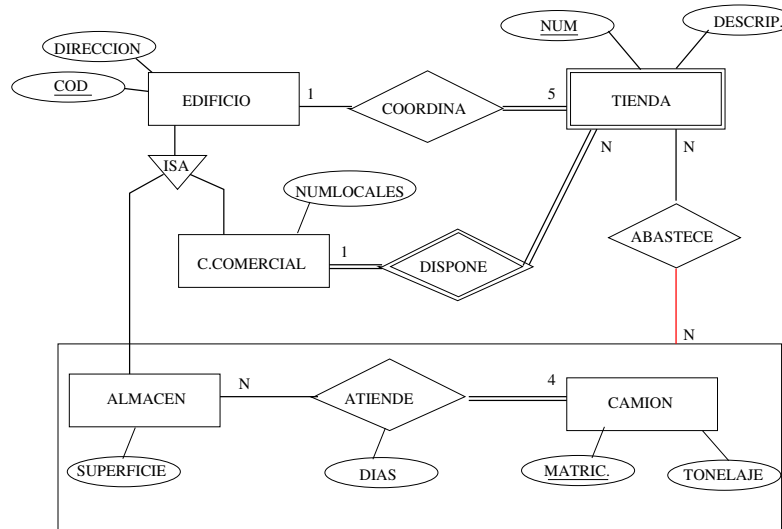 NUM
DESCRIP.
DIRECCION
COD
EDIFICIO
1
COORDINA
5
TIENDA
ISA
N
N
NUMLOCALES
C.COMERCIAL
1
DISPONE
ABASTECE
N
ALMACEN
N
ATIENDE
4
CAMION
SUPERFICIE
DIAS
MATRIC.
TONELAJE